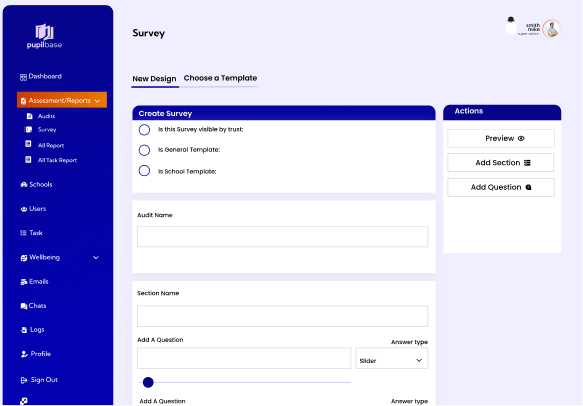 pupilbase
Dashboard
Assessment/Reports
Audits
Survey
All Report
All Task Report
Schools
Users
Task
Wellbeing
Emails
Chats
Logs
Profile
Sign Out
Survey
smith
mike
super admin
New Design
Choose a Template
Create Survey
Is this Survey visible by trust:
Is General Template:
Is School Template:
Actions
Preview
Add Section
Add Question
Audit Name
Section Name
Add A Question
Answer type
Slider
Add A Question
Answer type